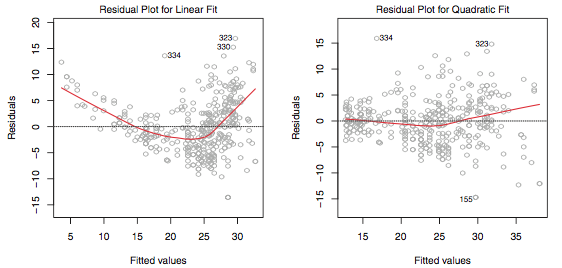 Residual Plot for Linear Fit
323
330
334
20
15
10
5
0
−5
−10
−15
Residuals
5 10 15 20 25 30
Fitted values
Residual Plot for Quadratic Fit
334
323
155
15
10
5
0
−5
−10
−15
Residuals
15 20 25 30 35
Fitted values